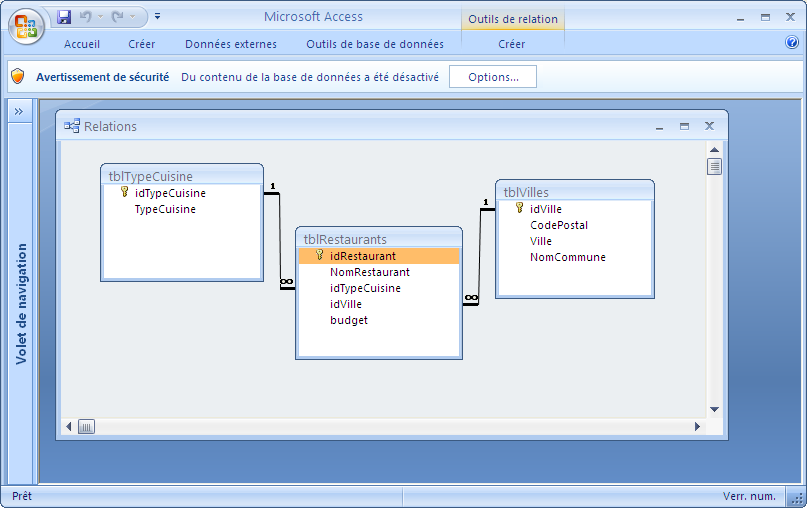 Microsoft Access
Outils de relation
Accueil
Créer
Données externes
Outils de base de données
Créer
Avertissement de sécurité
Du contenu de la base de données a été désactivé
Options...
»
Volet de navigation
Relations
tblTypeCuisine
idTypeCuisine
TypeCuisine
1
∞
tblRestaurants
idRestaurant
NomRestaurant
idTypeCuisine
idVille
budget
1
∞
tblVilles
idVille
CodePostal
Ville
NomCommune
Prêt
Verr. num.